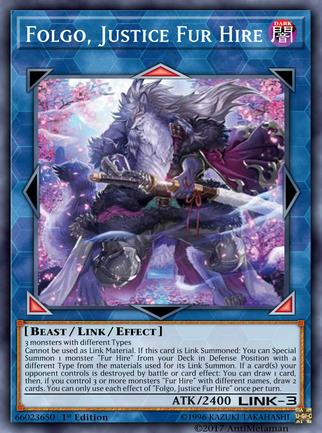 Folgo, Justice Fur Hire
DARK
闇
[Beast / Link / Effect]
3 monsters with different Types
Cannot be used as Link Material. If this card is Link Summoned: You can Special
Summon 1 monster "Fur Hire" from your Deck in Defense Position with a
different Type from the materials used for its Link Summon. If a card(s) your
opponent controls is destroyed by battle or card effect: You can draw 1 card,
then, if you control 3 or more monsters "Fur Hire" with different names, draw 2
cards. You can only use each effect of "Folgo, Justice Fur Hire" once per turn.
ATK/2400 LINK-3
66023650 1st Edition ©1996 KAZUKI TAKAHASHI
©2017 AntiMetaman